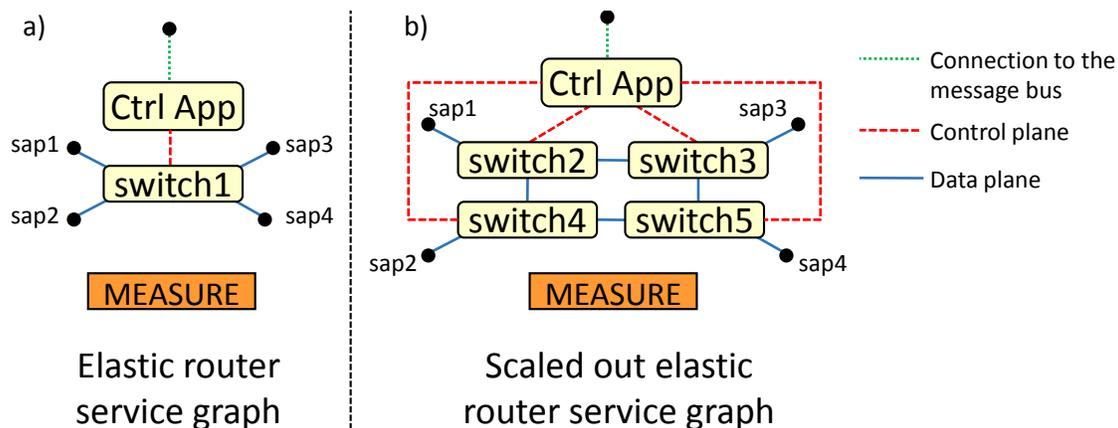 a)
Ctrl App
sap1
sap3
switch1
sap2
sap4
MEASURE
Elastic router
service graph
b)
Ctrl App
sap1
sap3
switch2
switch3
switch4
switch5
sap2
sap4
MEASURE
Scaled out elastic
router service graph
Connection to the
message bus
Control plane
Data plane